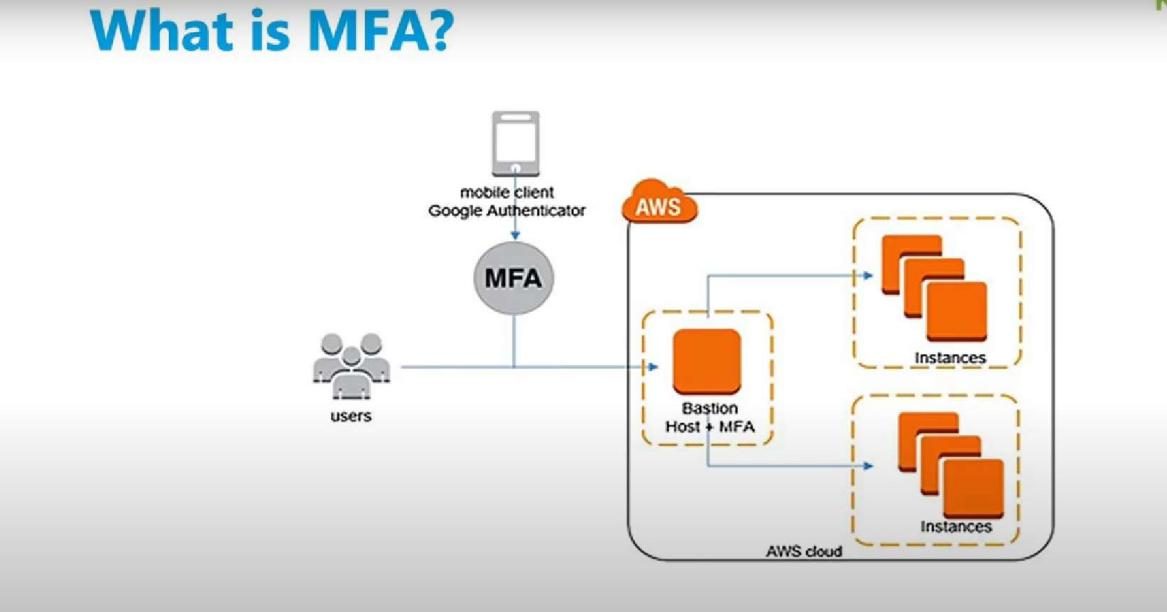 What is MFA?
mobile client
Google Authenticator
MFA
users
AWS
Bastion
Host + MFA
Instances
Instances
AWS cloud